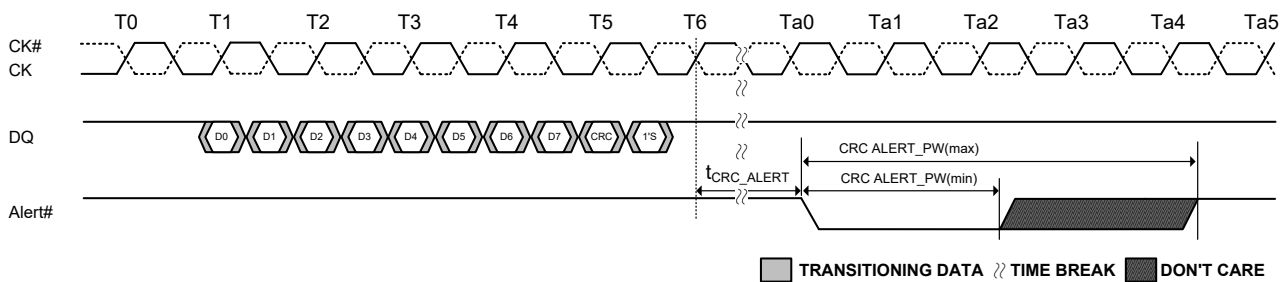 T0 T1 T2 T3 T4 T5 T6 Ta0 Ta1 Ta2 Ta3 Ta4 Ta5
CK#
CK
DQ D0 D1 D2 D3 D4 D5 D6 D7 CRC 1'S
CRC ALERT_PW(max)
tCRC_ALERT CRC ALERT_PW(min)
Alert#
TRANSITIONING DATA TIME BREAK DON'T CARE